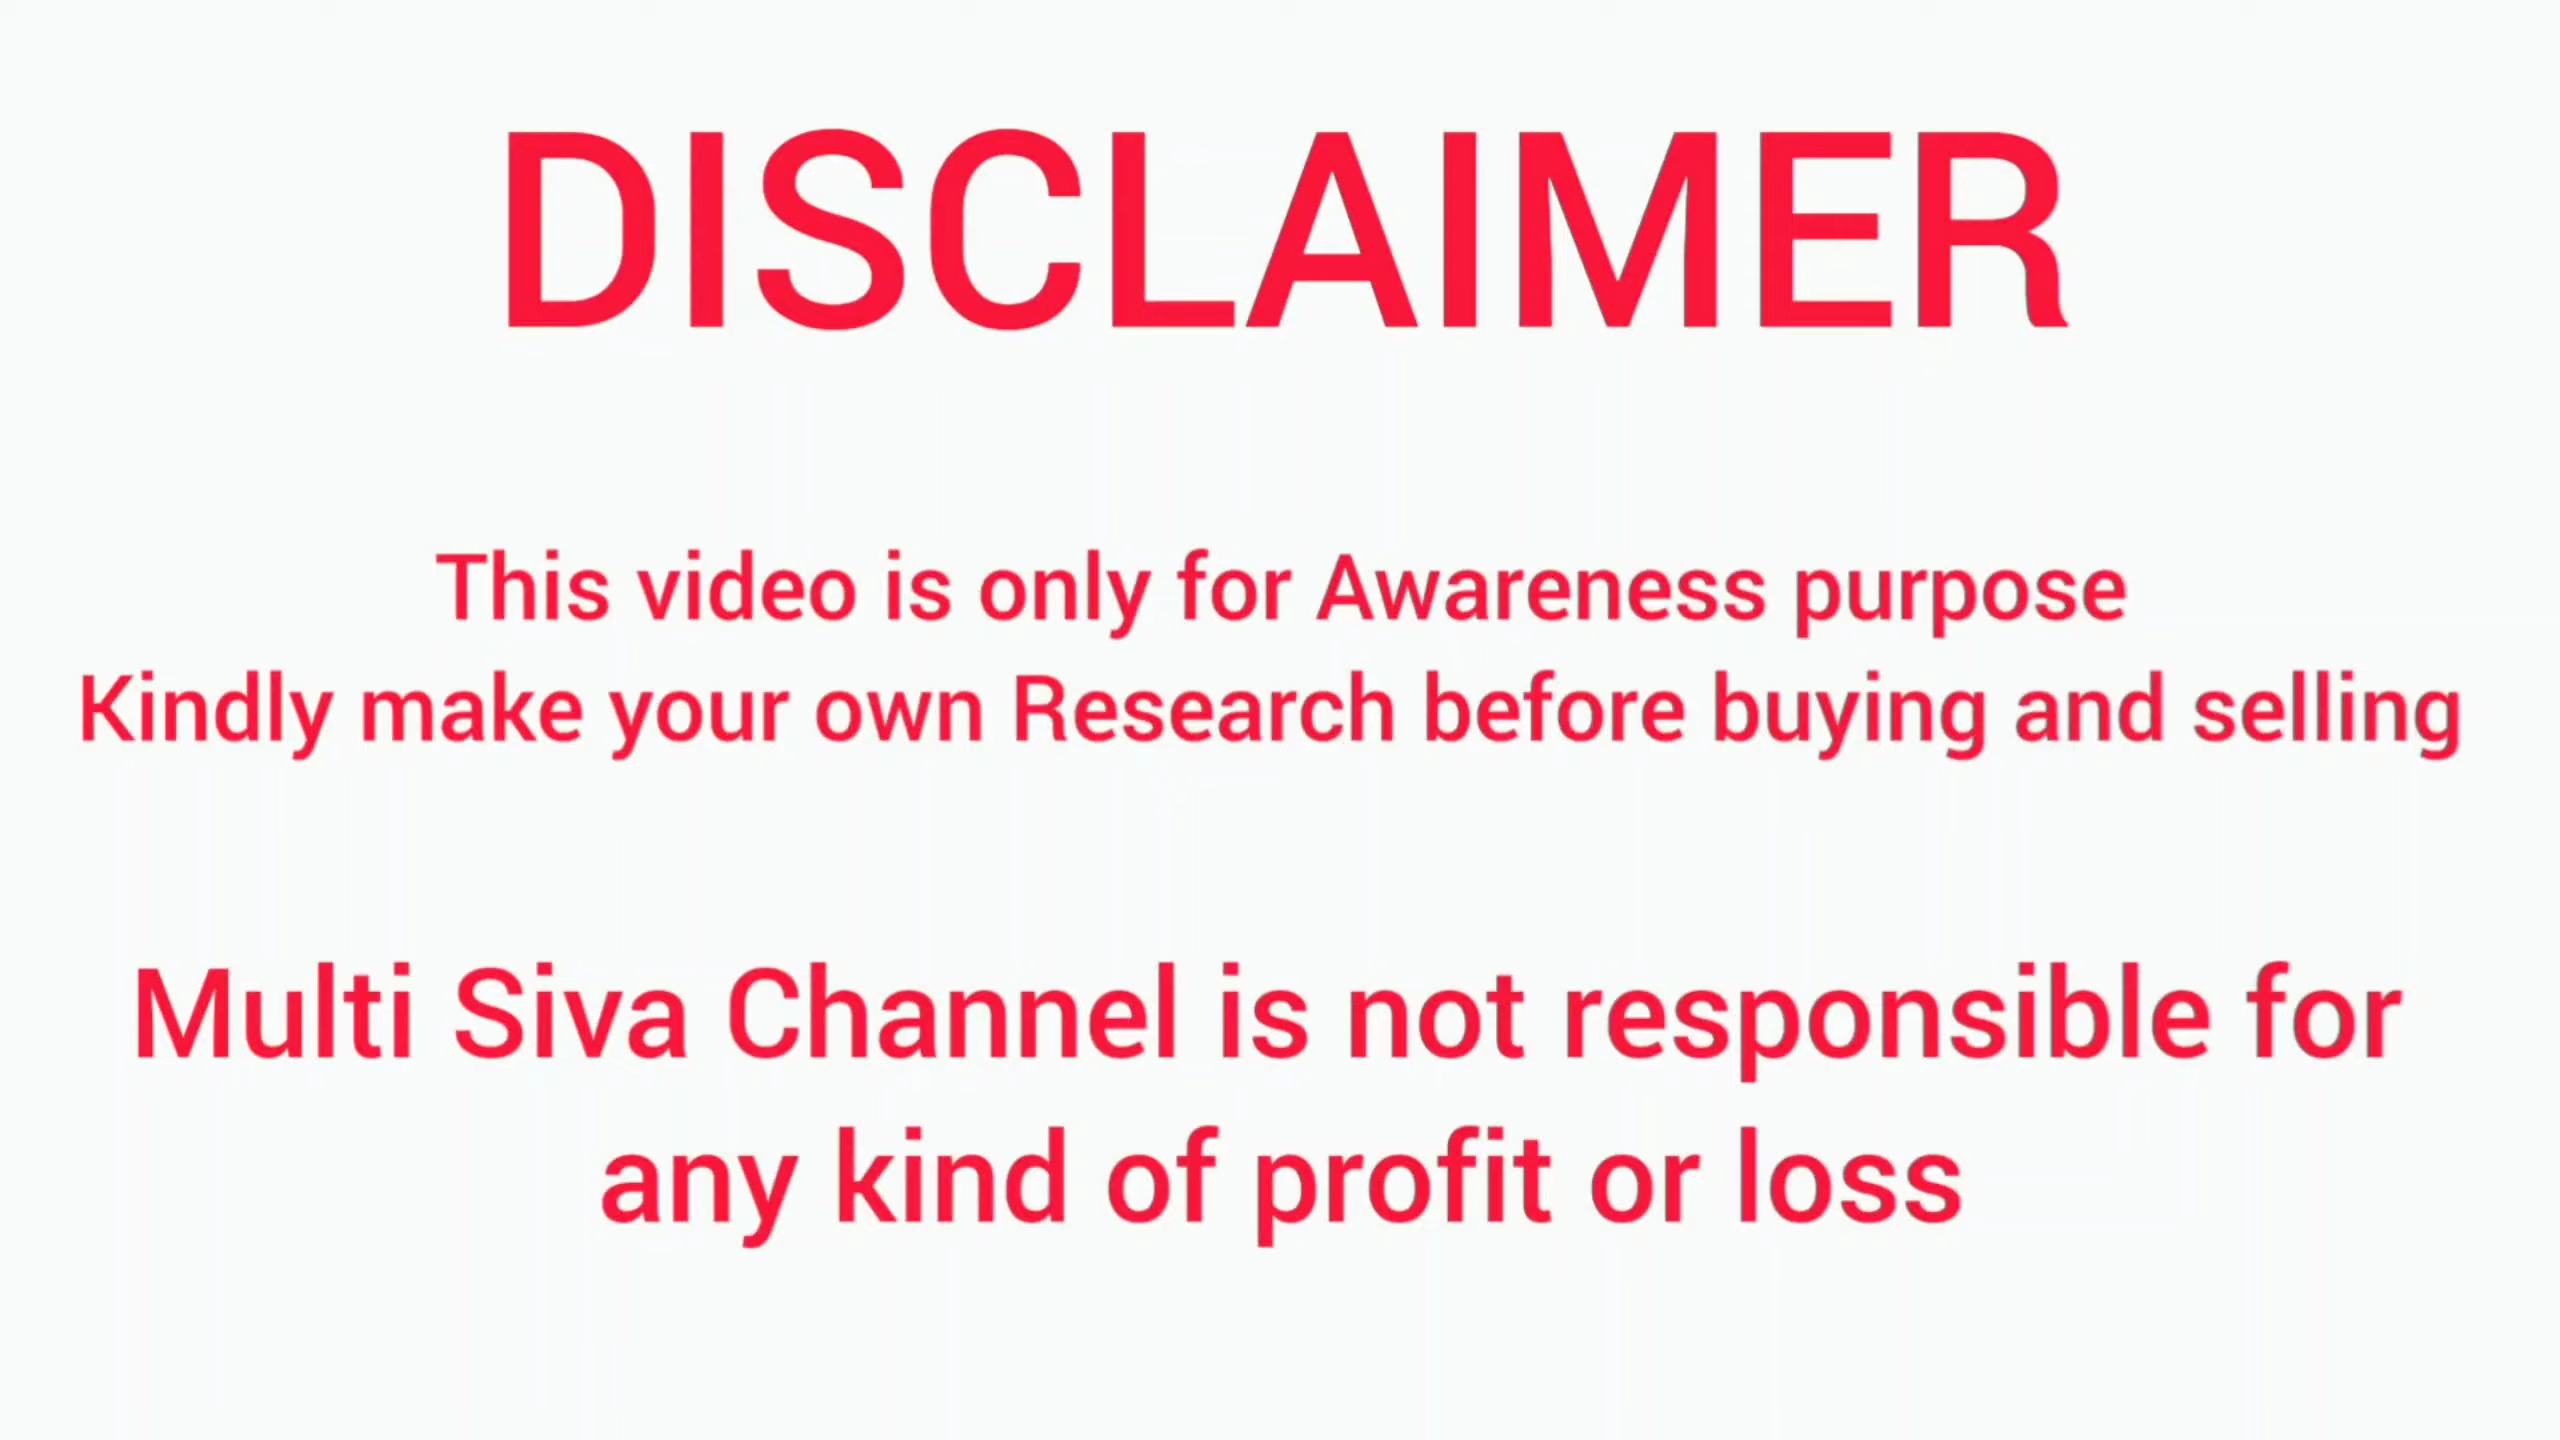 DISCLAIMER
This video is only for Awareness purpose
Kindly make your own Research before buying and selling
Multi Siva Channel is not responsible for
any kind of profit or loss